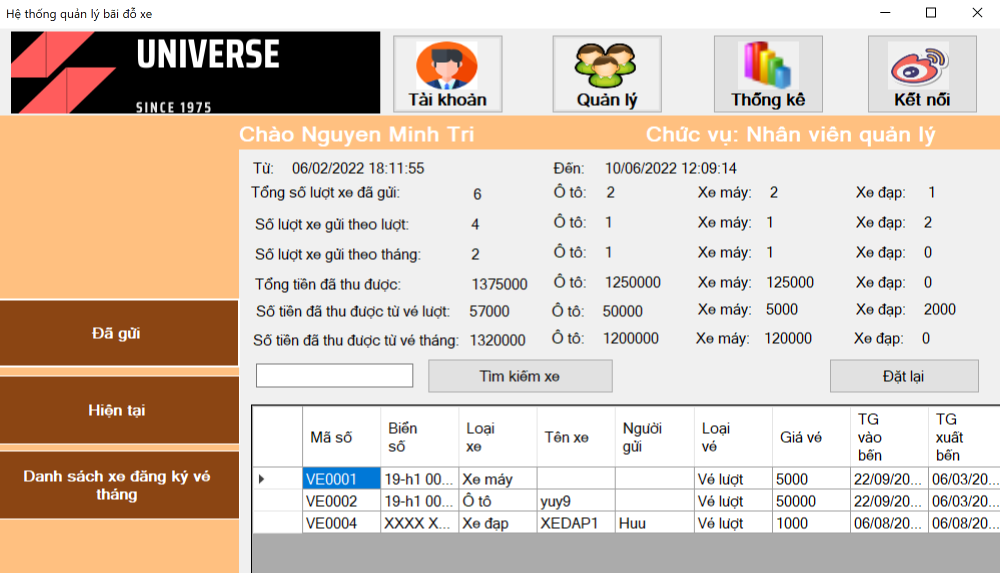 Hệ thống quản lý bãi đỗ xe
UNIVERSE
SINCE 1975
Tài khoản
Quản lý
Thống kê
Kết nối
Chào Nguyen Minh Tri
Chức vụ: Nhân viên quản lý
Từ: 06/02/2022 18:11:55 Đến: 10/06/2022 12:09:14
Tổng số lượt xe đã gửi: 6 Ô tô: 2 Xe máy: 2 Xe đạp: 1
Số lượt xe gửi theo lượt: 4 Ô tô: 1 Xe máy: 1 Xe đạp: 2
Số lượt xe gửi theo tháng: 2 Ô tô: 1 Xe máy: 1 Xe đạp: 0
Tổng tiền đã thu được: 1375000 Ô tô: 1250000 Xe máy: 125000 Xe đạp: 0
Số tiền đã thu được từ vé lượt: 57000 Ô tô: 50000 Xe máy: 5000 Xe đạp: 2000
Số tiền đã thu được từ vé tháng: 1320000 Ô tô: 1200000 Xe máy: 120000 Xe đạp: 0
Đã gửi
Hiện tại
Danh sách xe đăng ký vé
tháng
Tìm kiếm xe
Đặt lại
Mã số Biển số Loại xe Tên xe Người gửi Loại vé Giá vé TG vào bến TG xuất bến
VE0001 19-h1 00... Xe máy Vé lượt 5000 22/09/20... 06/03/20...
VE0002 19-h1 00... Ô tô yuy9 Vé lượt 50000 22/09/20... 06/03/20...
VE0004 XXXX X... Xe đạp XEDAP1 Huu Vé lượt 1000 06/08/20... 06/08/20...